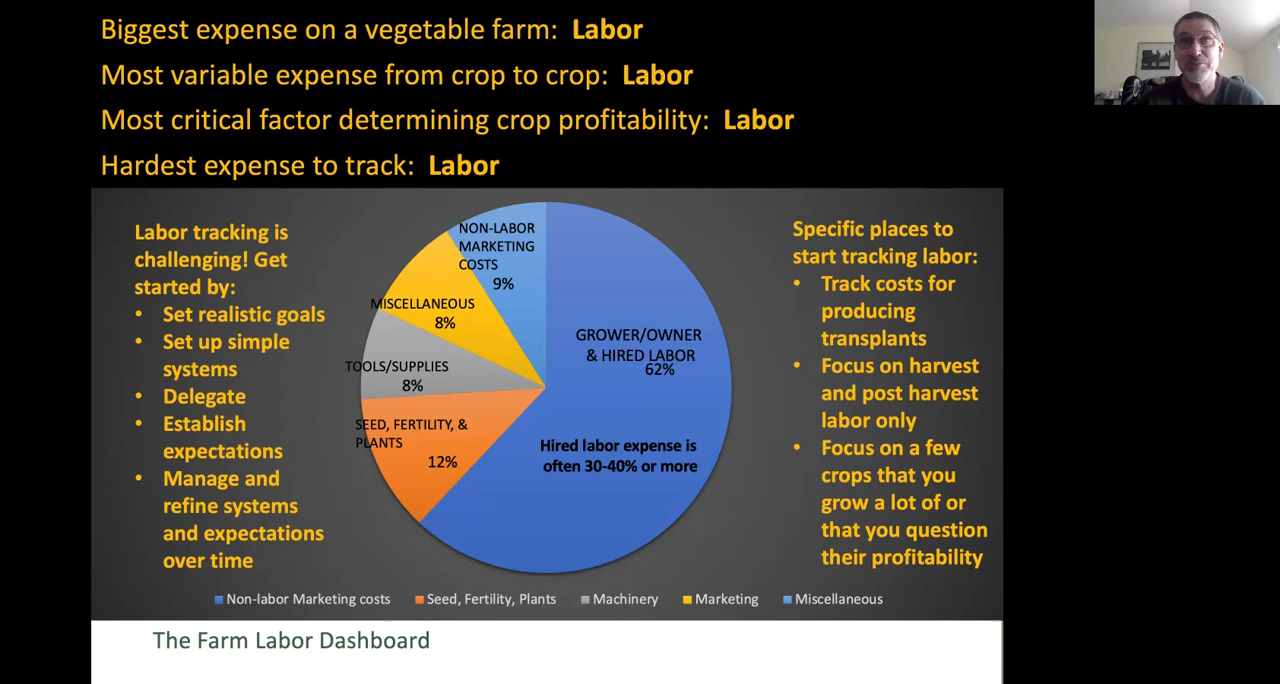 Biggest expense on a vegetable farm: Labor
Most variable expense from crop to crop: Labor
Most critical factor determining crop profitability: Labor
Hardest expense to track: Labor
Labor tracking is
challenging! Get
started by:
• Set realistic goals
• Set up simple
systems
• Delegate
• Establish
expectations
• Manage and
refine systems
and expectations
over time
NON-LABOR
MARKETING
COSTS
9%
MISCELLANEOUS
8%
TOOLS/SUPPLIES
8%
SEED, FERTILITY, &
PLANTS
12%
GROWER/OWNER
& HIRED LABOR
62%
Hired labor expense is
often 30-40% or more
Specific places to
start tracking labor:
• Track costs for
producing
transplants
• Focus on harvest
and post harvest
labor only
• Focus on a few
crops that you
grow a lot of or
that you question
their profitability
Non-labor Marketing costs
Seed, Fertility, Plants
Machinery
Marketing
Miscellaneous
The Farm Labor Dashboard